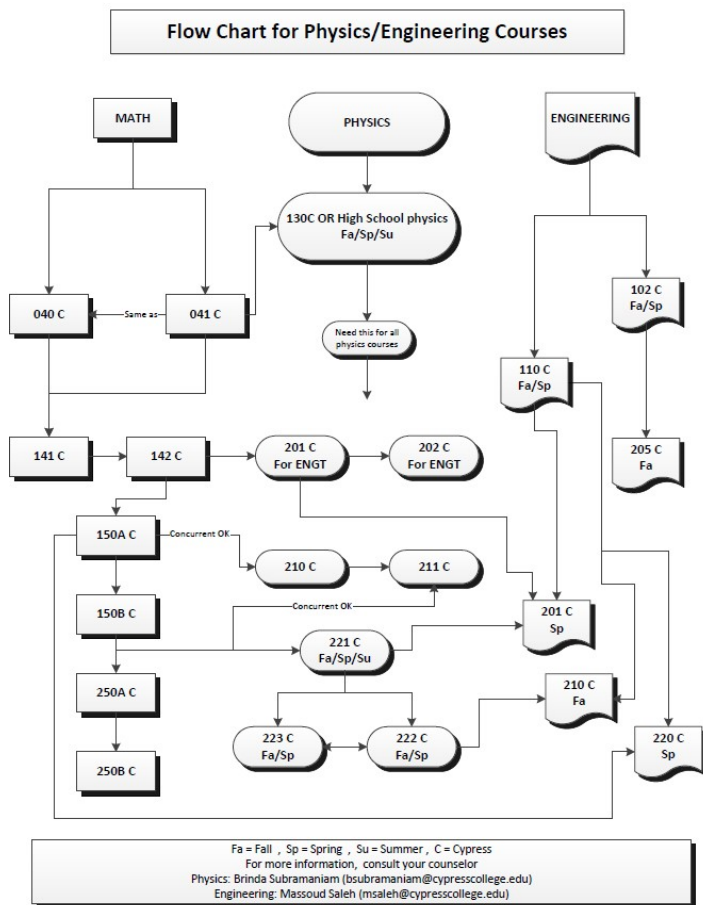 Flow Chart for Physics/Engineering Courses
MATH
PHYSICS
ENGINEERING
130C OR High School physics
Fa/Sp/Su
102 C
Fa/Sp
040 C
Same as
041 C
Need this for all
physics courses
110 C
Fa/Sp
141 C
142 C
201 C
For ENGT
202 C
For ENGT
205 C
Fa
150A C
Concurrent OK
210 C
211 C
150B C
Concurrent OK
201 C
Sp
221 C
Fa/Sp/Su
250A C
210 C
Fa
223 C
Fa/Sp
222 C
Fa/Sp
220 C
Sp
250B C
Fa = Fall , Sp = Spring, Su = Summer, C = Cypress
For more information, consult your counselor
Physics: Brinda Subramaniam (bsubramaniam@cypresscollege.edu)
Engineering: Massoud Saleh (msaleh@cypresscollege.edu)